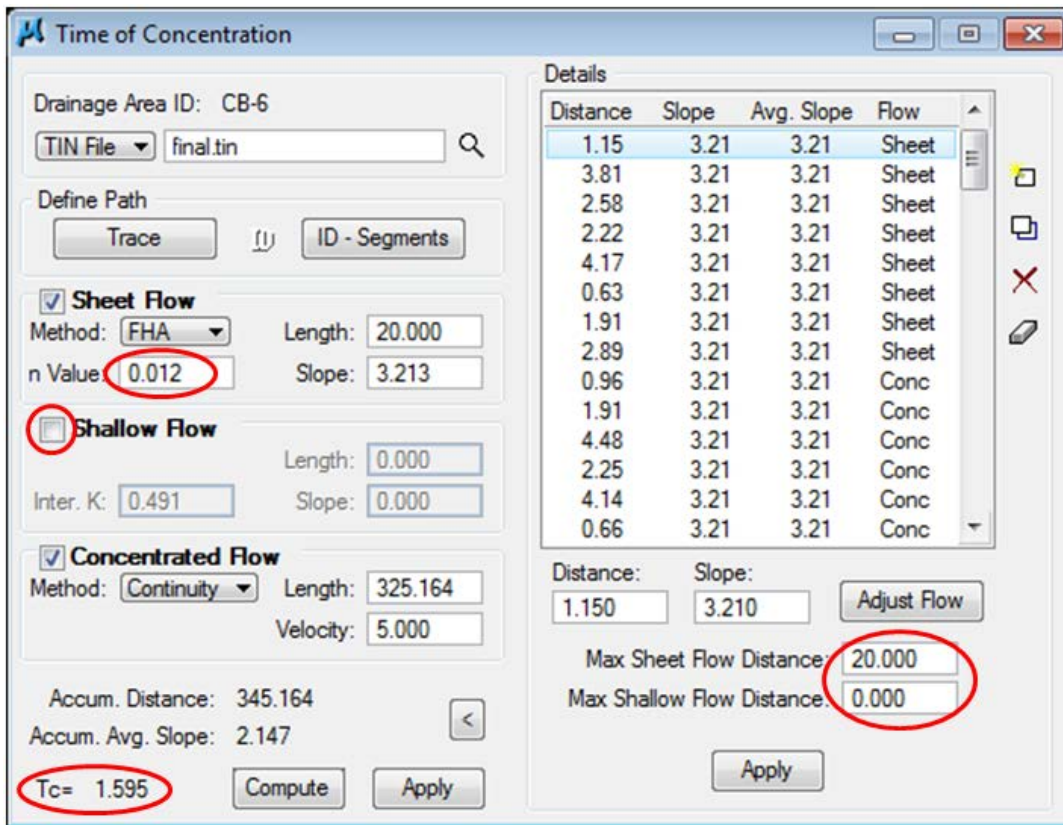 Time of Concentration
Drainage Area ID: CB-6
TIN File final.tin
Define Path
Trace ID - Segments
Sheet Flow
Method: FHA Length: 20.000
n Value: 0.012 Slope: 3.213
Shallow Flow
Length: 0.000
Inter. K: 0.491 Slope: 0.000
Concentrated Flow
Method: Continuity Length: 325.164
Velocity: 5.000
Accum. Distance: 345.164
<
Accum. Avg. Slope: 2.147
Tc= 1.595 Compute Apply
Details
Distance Slope Avg. Slope Flow
1.15 3.21 3.21 Sheet
3.81 3.21 3.21 Sheet
2.58 3.21 3.21 Sheet
2.22 3.21 3.21 Sheet
4.17 3.21 3.21 Sheet
0.63 3.21 3.21 Sheet
1.91 3.21 3.21 Sheet
2.89 3.21 3.21 Sheet
0.96 3.21 3.21 Conc
1.91 3.21 3.21 Conc
4.48 3.21 3.21 Conc
2.25 3.21 3.21 Conc
4.14 3.21 3.21 Conc
0.66 3.21 3.21 Conc
Distance: Slope:
1.150 3.210 Adjust Flow
Max Sheet Flow Distance: 20.000
Max Shallow Flow Distance: 0.000
Apply